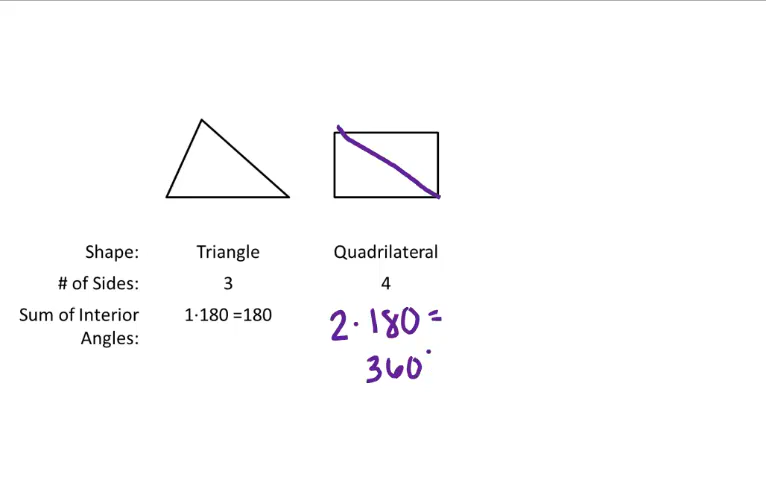 Shape: Triangle Quadrilateral
# of Sides: 3 4
Sum of Interior 1·180 =180 2·180=
Angles: 360°